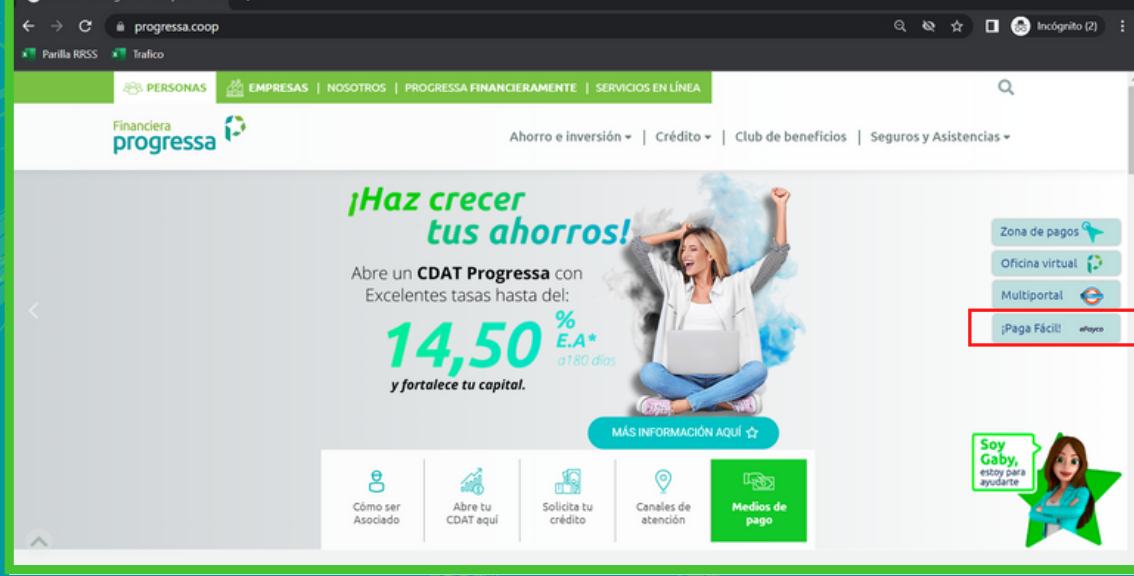 progressa.coop
Incógnito (2)
Parilla RRSS
Trafico
PERSONAS
EMPRESAS | NOSOTROS | PROGRESSA FINANCIERAMENTE | SERVICIOS EN LÍNEA
Financiera
progressa
Ahorro e inversión | Crédito | Club de beneficios | Seguros y Asistencias
¡Haz crecer
tus ahorros!
Abre un CDAT Progressa con
Excelentes tasas hasta del:
14,50 % E.A*
a180 días
y fortalece tu capital.
MÁS INFORMACIÓN AQUÍ
Zona de pagos
Oficina virtual
Multiportal
¡Paga Fácil! ePayco
Soy
Gaby,
estoy para
ayudarte
Cómo ser
Asociado
Abre tu
CDAT aquí
Solicita tu
crédito
Canales de
atención
Medios de
pago